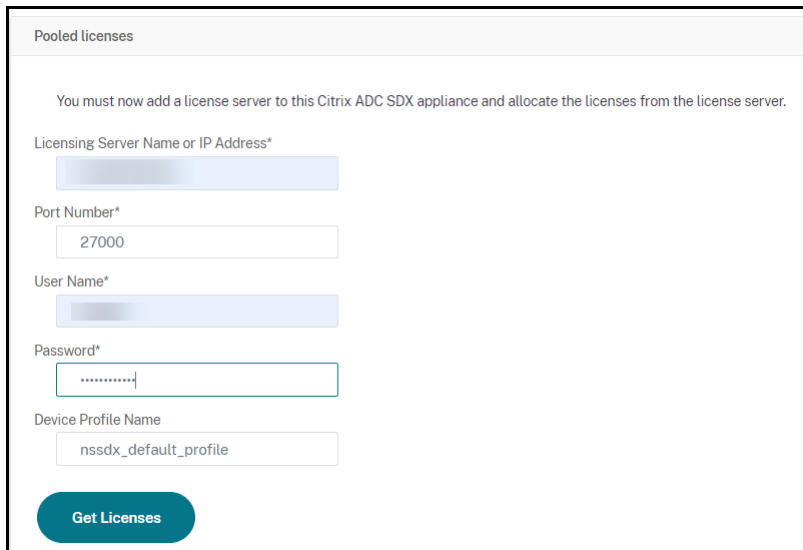 Pooled licenses
You must now add a license server to this Citrix ADC SDX appliance and allocate the licenses from the license server.
Licensing Server Name or IP Address*
Port Number*
27000
User Name*
Password*
••••••••••••
Device Profile Name
nssdx_default_profile
Get Licenses